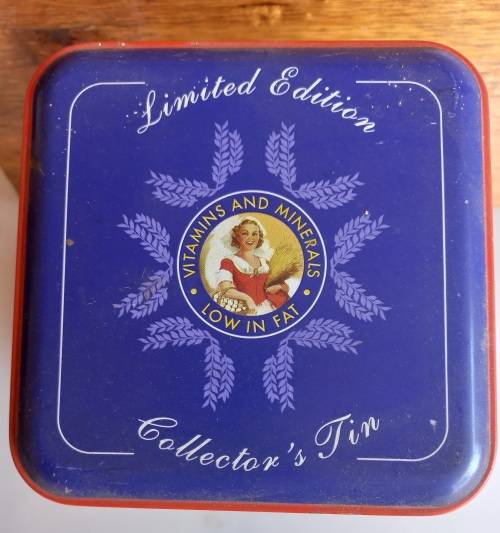 Limited Edition
VITAMINS AND MINERALS
• LOW IN FAT •
Collector's Tin